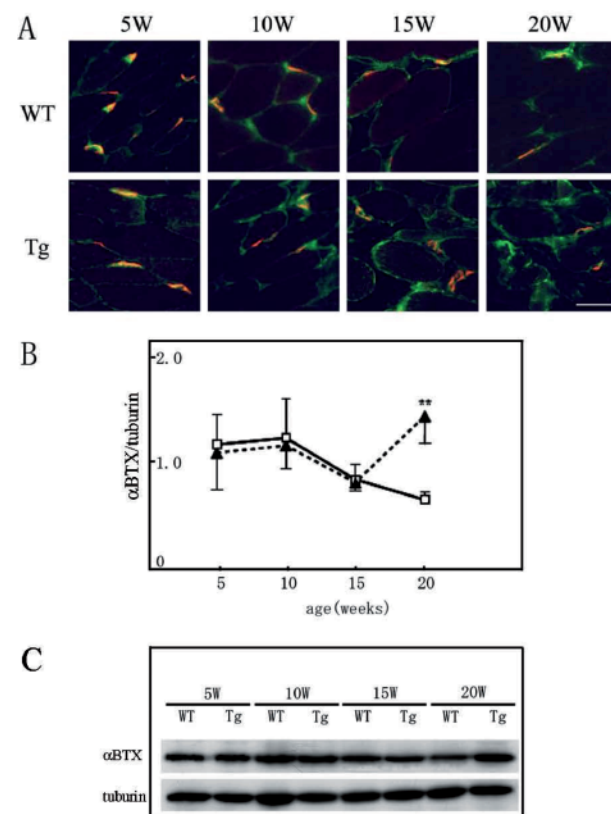 A
5W 10W 15W 20W
WT
Tg
B
2.0
1.0
0
αBTX/tuburin
**
5 10 15 20
age(weeks)
C
5W 10W 15W 20W
WT Tg WT Tg WT Tg WT Tg
αBTX
tuburin